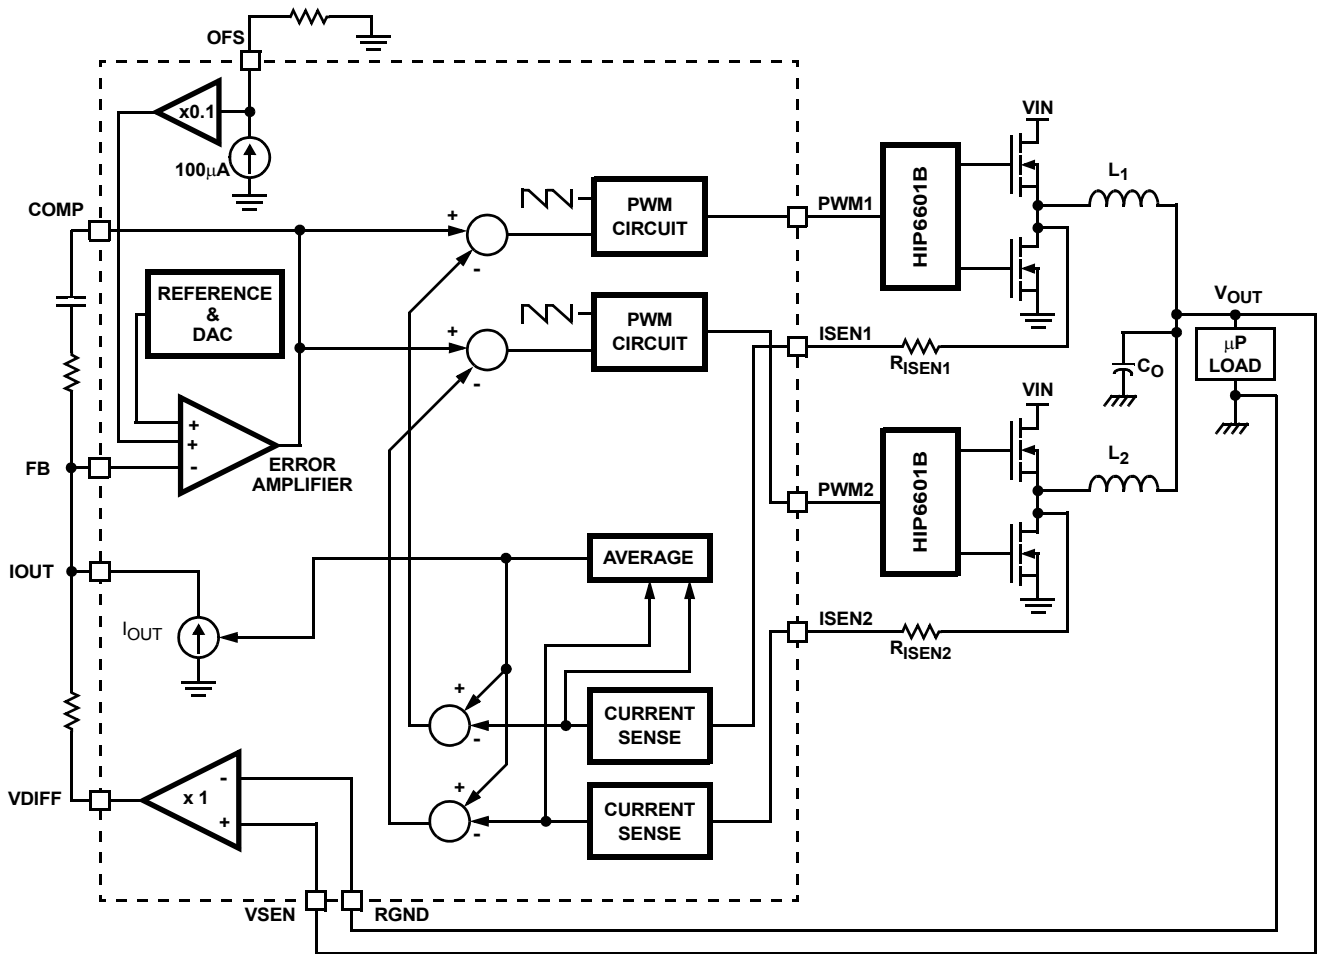 OFS
x0.1
100μA
VIN
L1
COMP
PWM
CIRCUIT
PWM1
HIP6601B
REFERENCE
&
DAC
+
-
PWM
CIRCUIT
+
-
ISEN1
RISEN1
VOUT
μP
LOAD
CO
VIN
+
+
-
FB
ERROR
AMPLIFIER
PWM2
HIP6601B
L2
IOUT
AVERAGE
IOUT
ISEN2
RISEN2
+
-
CURRENT
SENSE
VDIFF
x 1
-
+
+
-
CURRENT
SENSE
VSEN
RGND